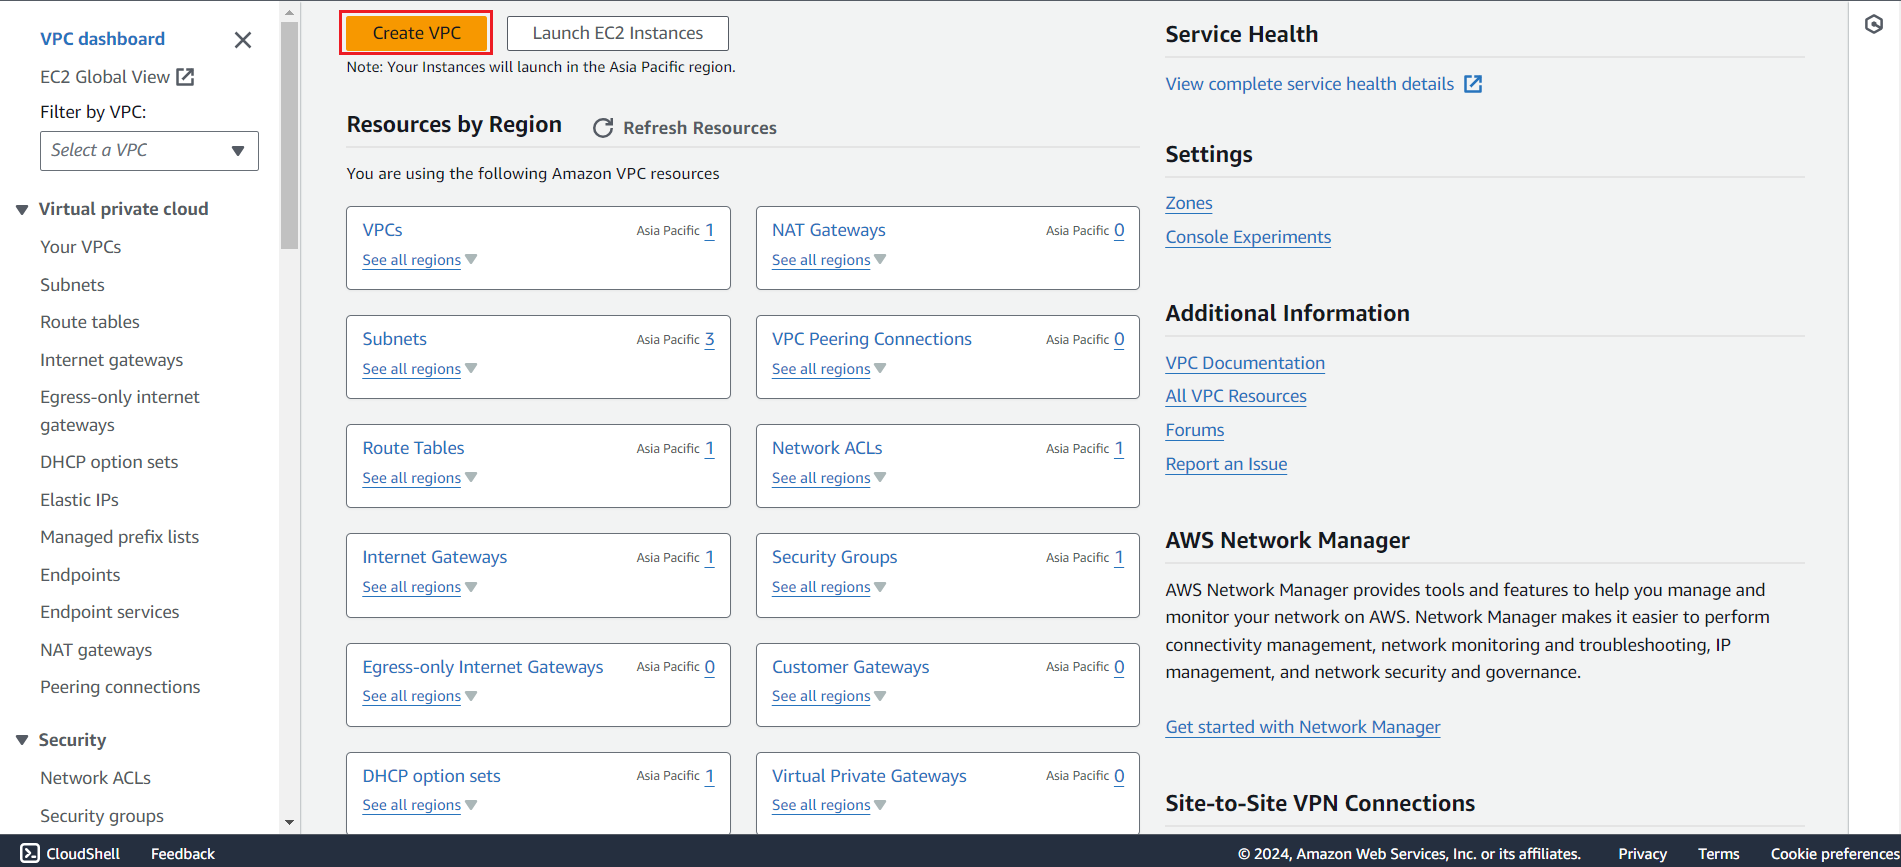 VPC dashboard
EC2 Global View
Filter by VPC:
Select a VPC
Virtual private cloud
Your VPCs
Subnets
Route tables
Internet gateways
Egress-only internet
gateways
DHCP option sets
Elastic IPs
Managed prefix lists
Endpoints
Endpoint services
NAT gateways
Peering connections
Security
Network ACLs
Security groups
Create VPC
Launch EC2 Instances
Note: Your Instances will launch in the Asia Pacific region.
Resources by Region
Refresh Resources
You are using the following Amazon VPC resources
VPCs Asia Pacific 1
See all regions
NAT Gateways Asia Pacific 0
See all regions
Subnets Asia Pacific 3
See all regions
VPC Peering Connections Asia Pacific 0
See all regions
Route Tables Asia Pacific 1
See all regions
Network ACLs Asia Pacific 1
See all regions
Internet Gateways Asia Pacific 1
See all regions
Security Groups Asia Pacific 1
See all regions
Egress-only Internet Gateways Asia Pacific 0
See all regions
Customer Gateways Asia Pacific 0
See all regions
DHCP option sets Asia Pacific 1
See all regions
Virtual Private Gateways Asia Pacific 0
See all regions
Service Health
View complete service health details
Settings
Zones
Console Experiments
Additional Information
VPC Documentation
All VPC Resources
Forums
Report an Issue
AWS Network Manager
AWS Network Manager provides tools and features to help you manage and
monitor your network on AWS. Network Manager makes it easier to perform
connectivity management, network monitoring and troubleshooting, IP
management, and network security and governance.
Get started with Network Manager
Site-to-Site VPN Connections
CloudShell Feedback © 2024, Amazon Web Services, Inc. or its affiliates. Privacy Terms Cookie preferences